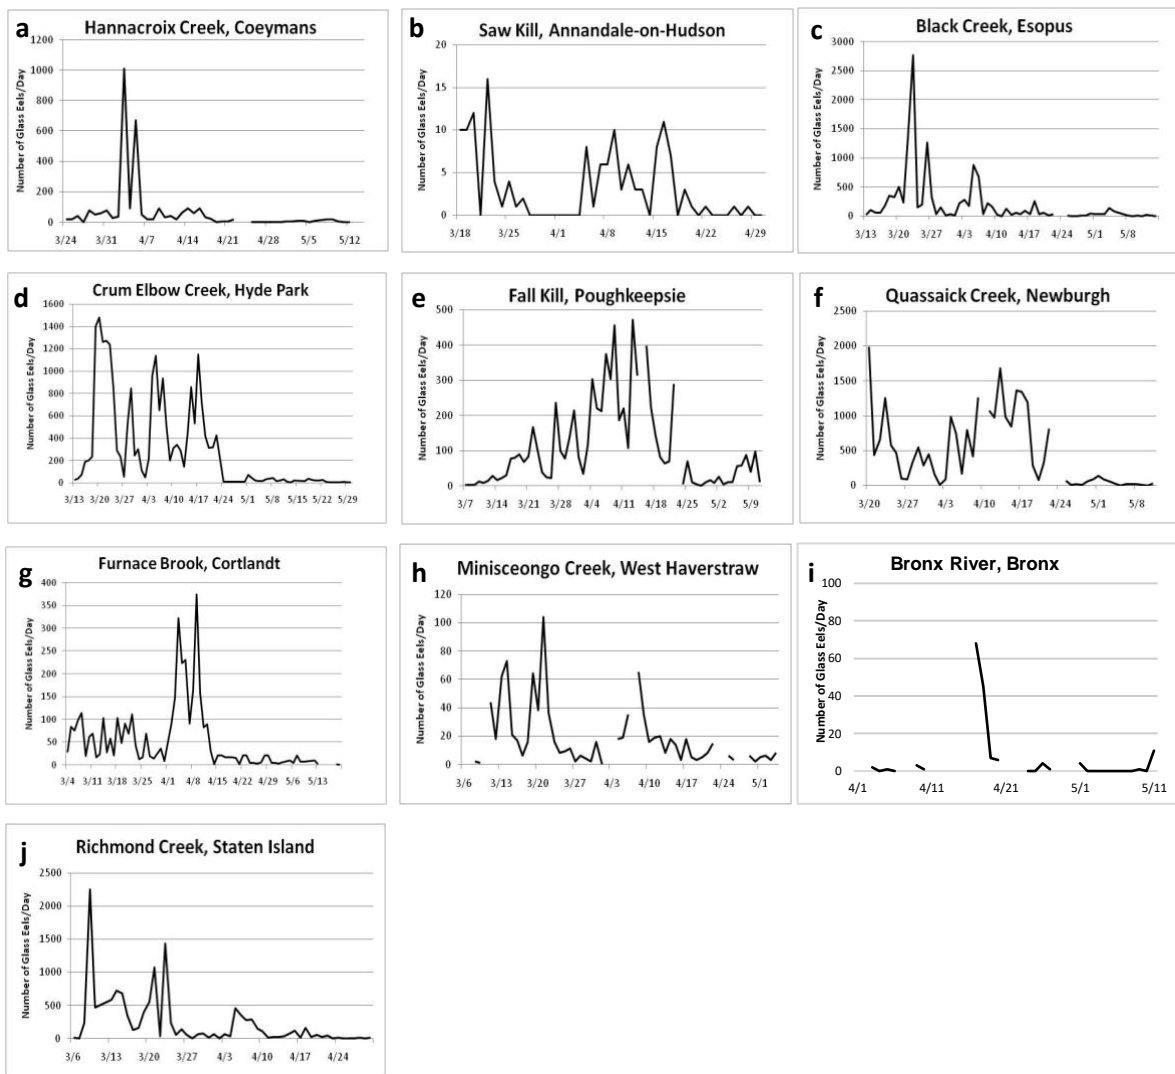 a
Hannacroix Creek, Coeymans
Number of Glass Eels/Day
1200
1000
800
600
400
200
0
3/24 3/31 4/7 4/14 4/21 4/28 5/5 5/12
b
Saw Kill, Annandale-on-Hudson
Number of Glass Eels/Day
20
15
10
5
0
3/18 3/25 4/1 4/8 4/15 4/22 4/29
c
Black Creek, Esopus
Number of Glass Eels/Day
3000
2500
2000
1500
1000
500
0
3/13 3/20 3/27 4/3 4/10 4/17 4/24 5/1 5/8
d
Crum Elbow Creek, Hyde Park
Number of Glass Eels/Day
1600
1400
1200
1000
800
600
400
200
0
3/13 3/20 3/27 4/3 4/10 4/17 4/24 5/1 5/8 5/15 5/22 5/29
e
Fall Kill, Poughkeepsie
Number of Glass Eels/Day
500
400
300
200
100
0
3/7 3/14 3/21 3/28 4/4 4/11 4/18 4/25 5/2 5/9
f
Quassaick Creek, Newburgh
Number of Glass Eels/Day
2500
2000
1500
1000
500
0
3/20 3/27 4/3 4/10 4/17 4/24 5/1 5/8
g
Furnace Brook, Cortlandt
Number of Glass Eels/Day
400
350
300
250
200
150
100
50
0
3/4 3/11 3/18 3/25 4/1 4/8 4/15 4/22 4/29 5/6 5/13
h
Minisceongo Creek, West Haverstraw
Number of Glass Eels/Day
120
100
80
60
40
20
0
3/6 3/13 3/20 3/27 4/3 4/10 4/17 4/24 5/1
i
Bronx River, Bronx
Number of Glass Eels/Day
100
80
60
40
20
0
4/1 4/11 4/21 5/1 5/11
j
Richmond Creek, Staten Island
Number of Glass Eels/Day
2500
2000
1500
1000
500
0
3/6 3/13 3/20 3/27 4/3 4/10 4/17 4/24